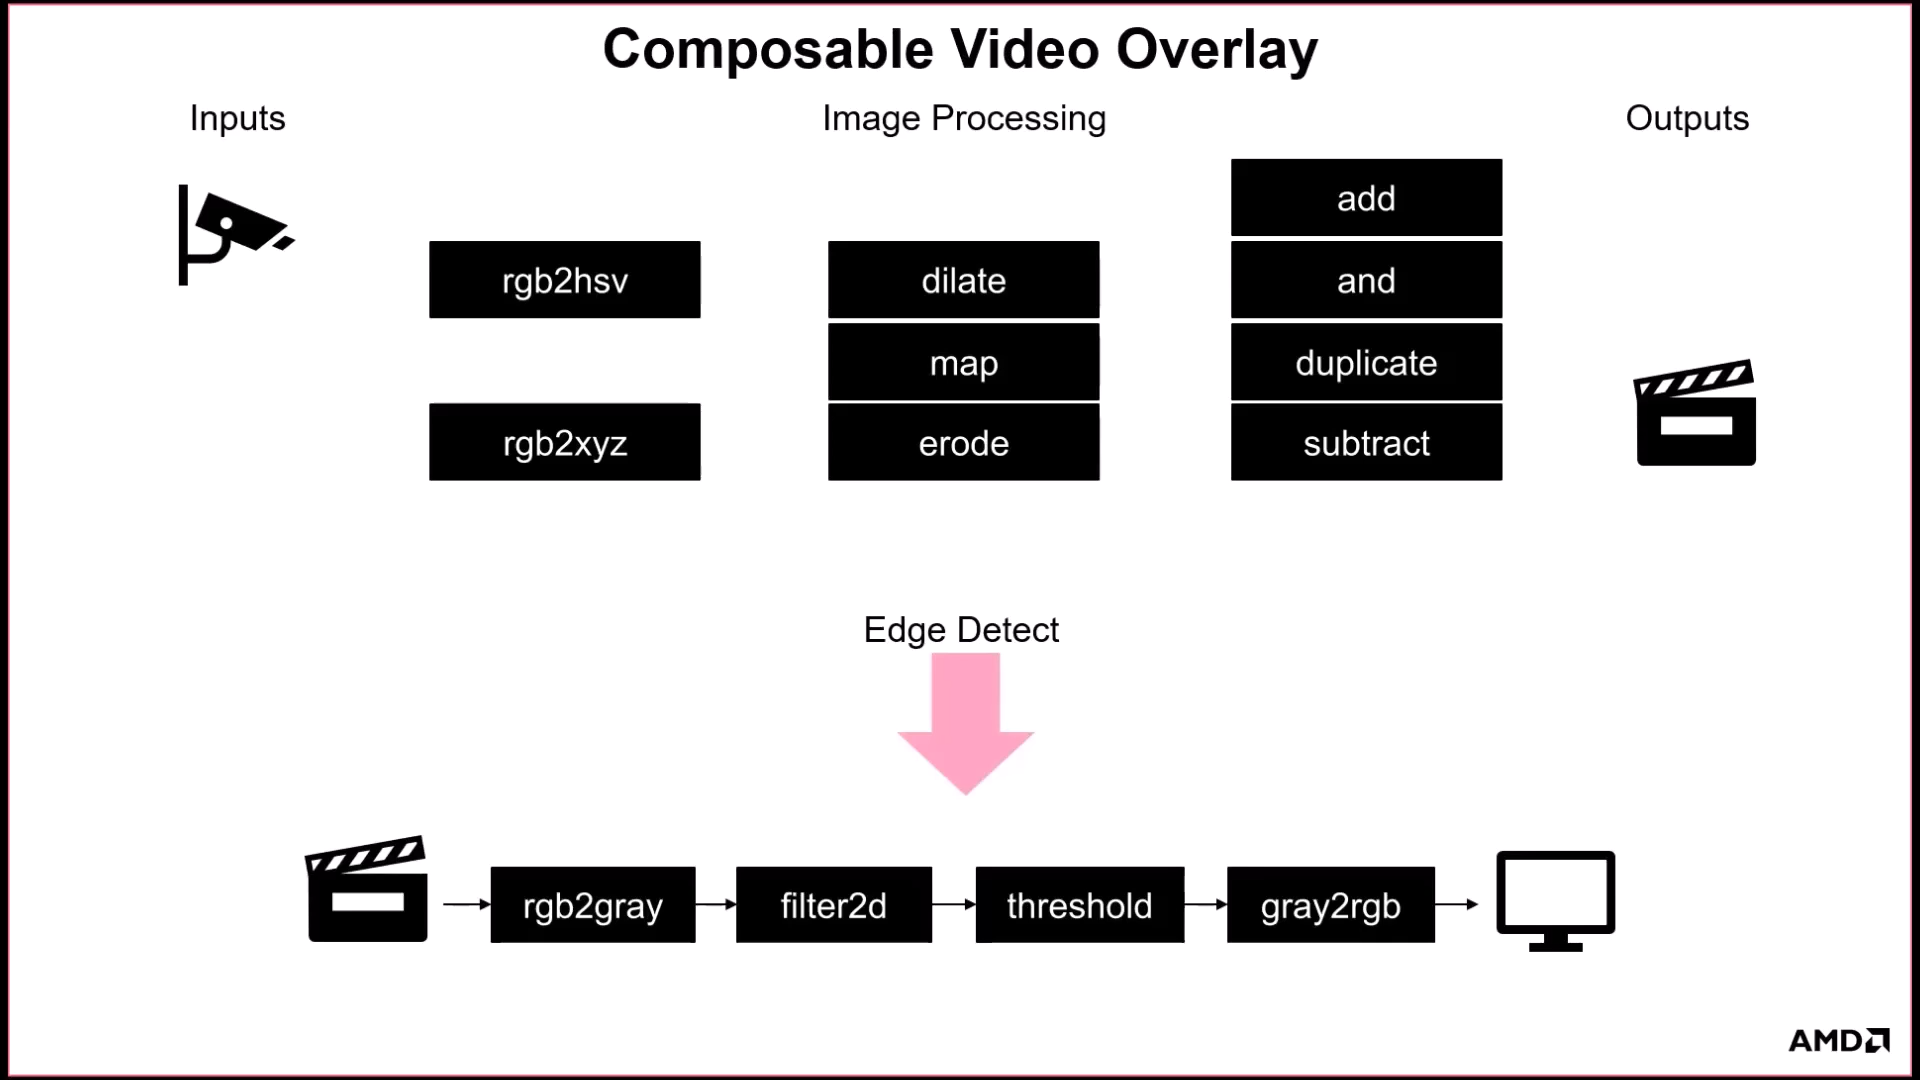 Composable Video Overlay
Inputs
Image Processing
Outputs
add
rgb2hsv
dilate
and
map
duplicate
rgb2xyz
erode
subtract
Edge Detect
rgb2gray
filter2d
threshold
gray2rgb
AMD